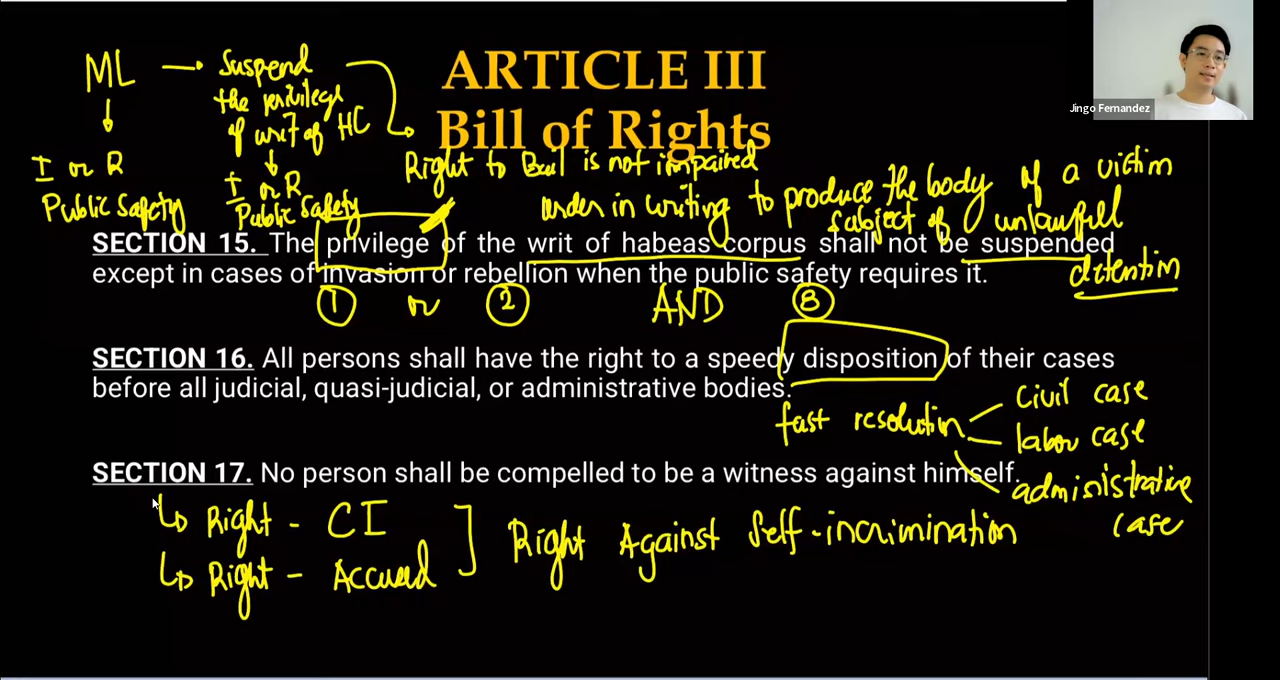 ARTICLE III
Bill of Rights
Jingo Fernandez
ML → Suspend
the privilege
of writ of HC
↓
I or R
Public Safety
↓
I or R
Public Safety
Right to Bail is not impaired
order in writing to produce the body of a victim
subject of unlawful
detention
SECTION 15. The privilege of the writ of habeas corpus shall not be suspended
except in cases of invasion or rebellion when the public safety requires it.
① or ② AND ③
SECTION 16. All persons shall have the right to a speedy disposition of their cases
before all judicial, quasi-judicial, or administrative bodies.
fast resolution
civil case
labor case
administrative
case
SECTION 17. No person shall be compelled to be a witness against himself.
Right - CI
Right - Accused
Right Against Self-incrimination